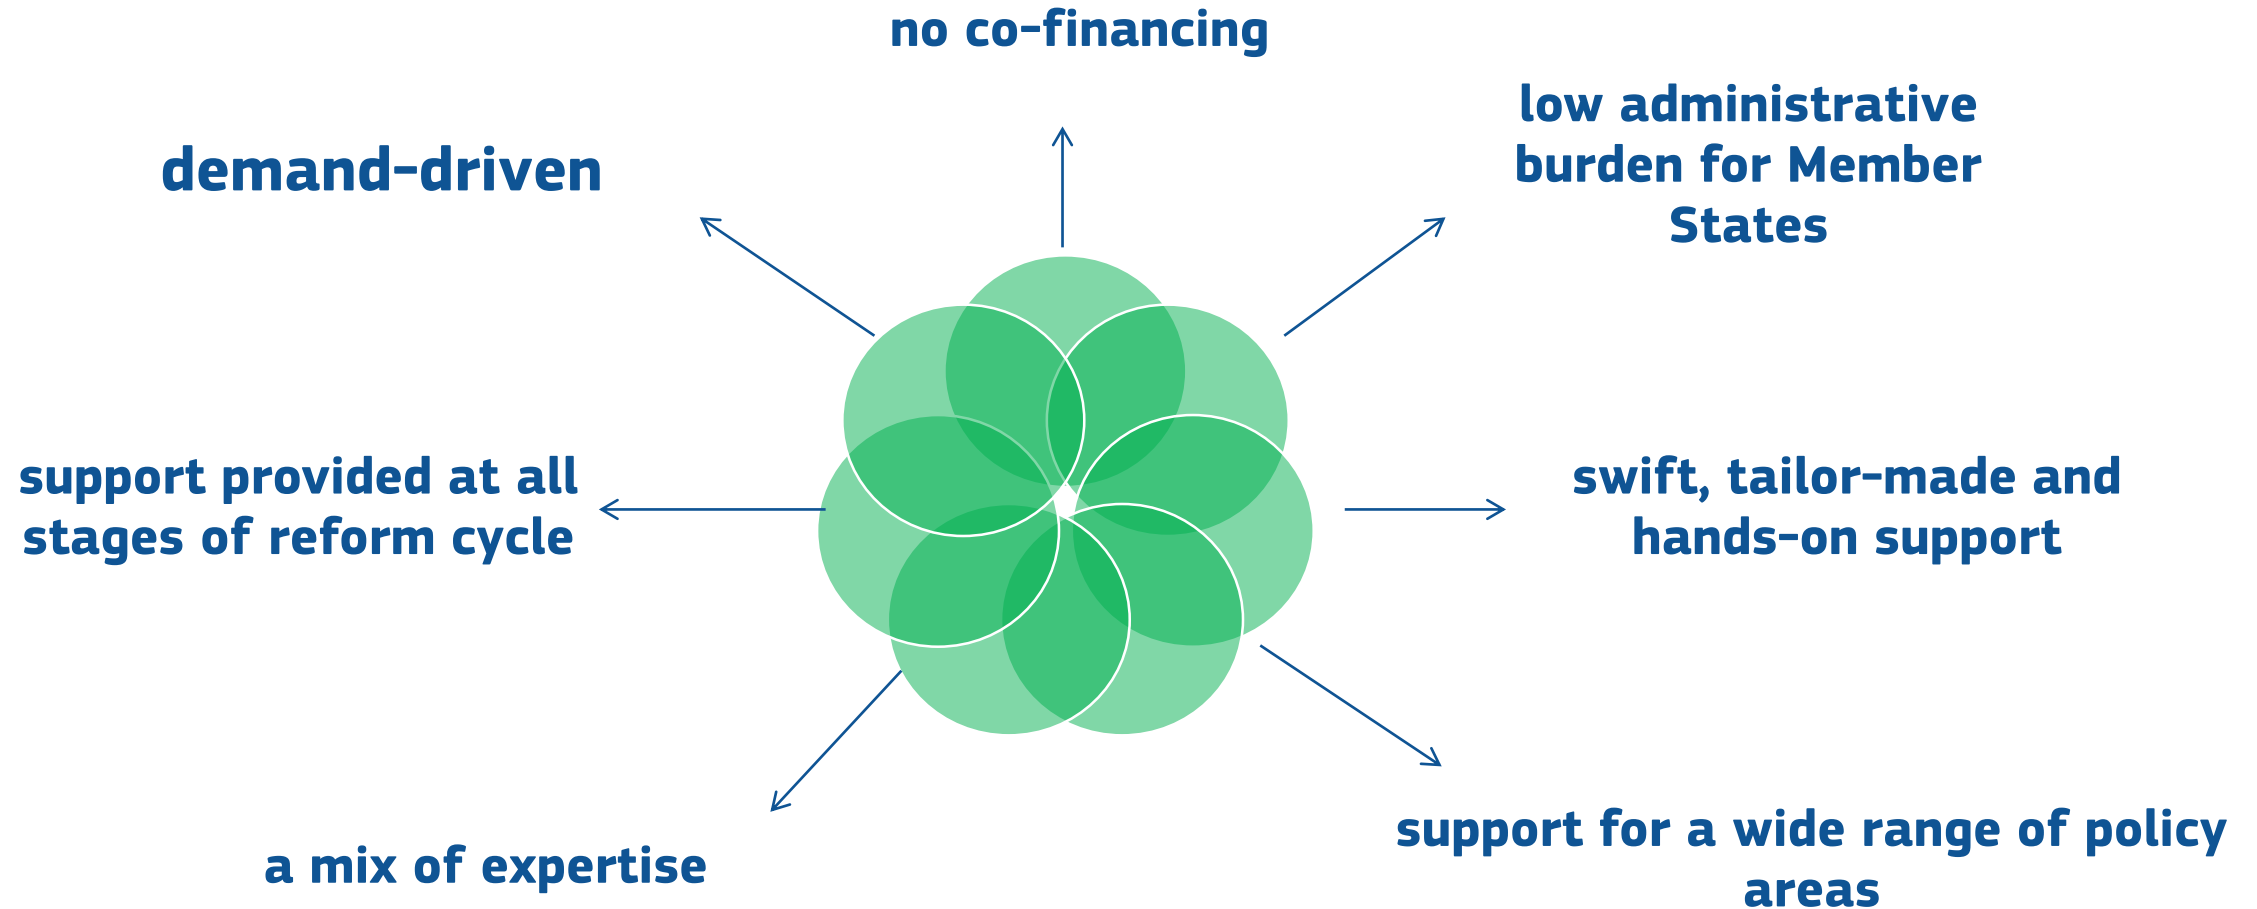 no co-financing
low administrative
burden for Member
States
demand-driven
support provided at all
stages of reform cycle
swift, tailor-made and
hands-on support
a mix of expertise
support for a wide range of policy
areas